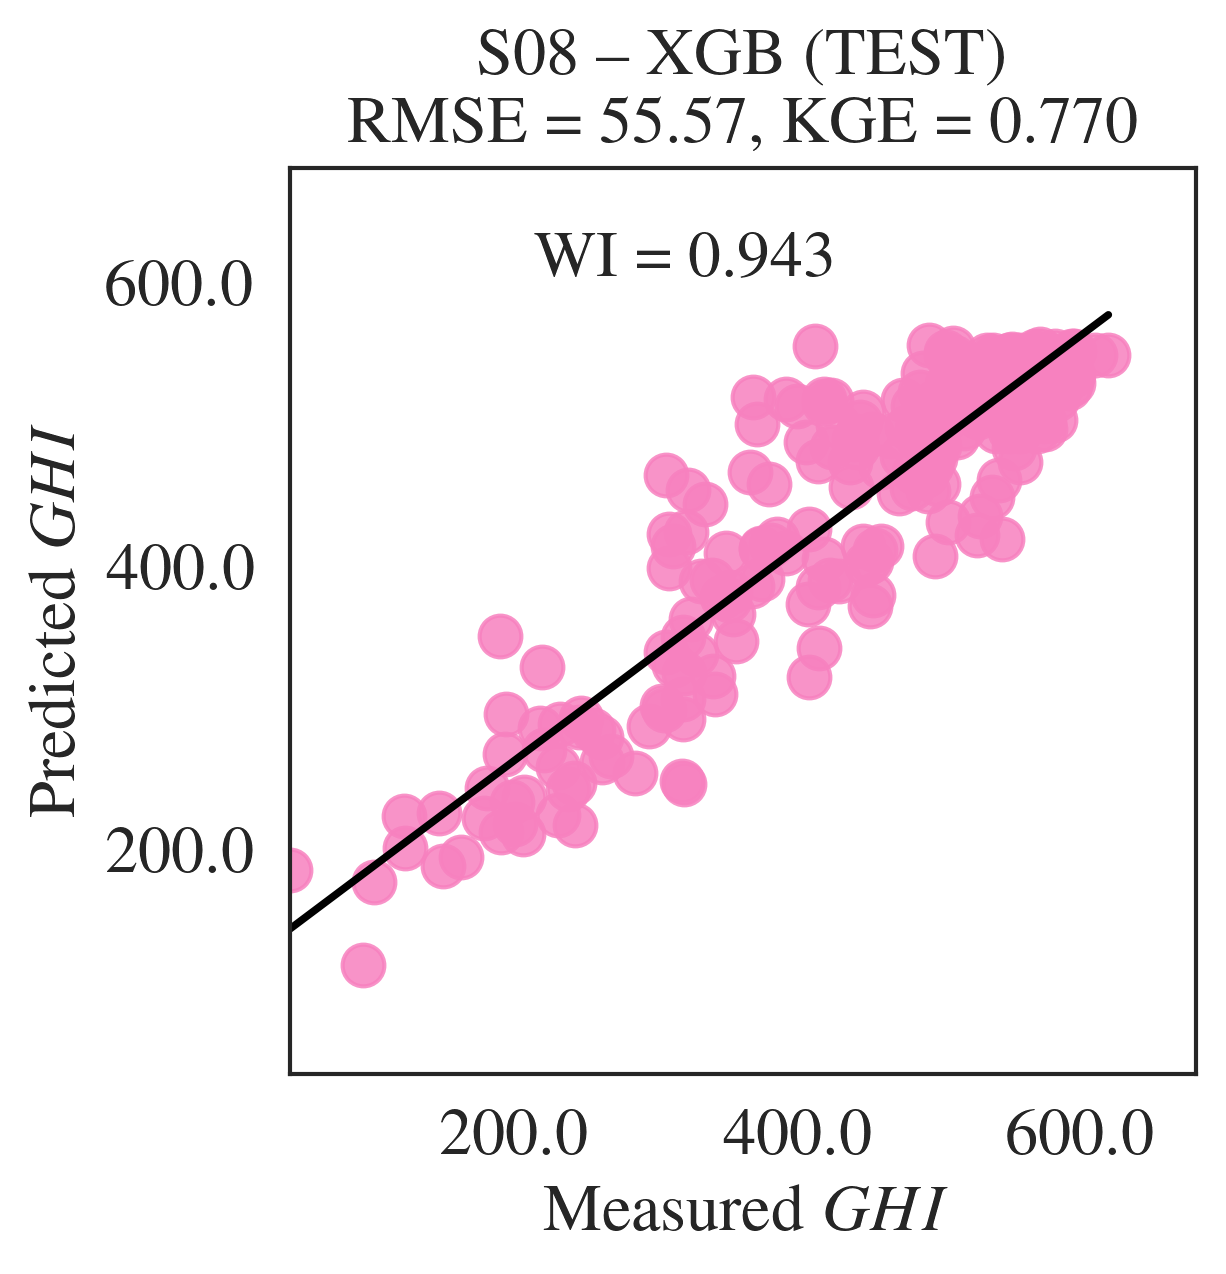 S08 – XGB (TEST)
RMSE = 55.57, KGE = 0.770
WI = 0.943
600.0
400.0
200.0
Predicted GHI
200.0 400.0 600.0
Measured GHI